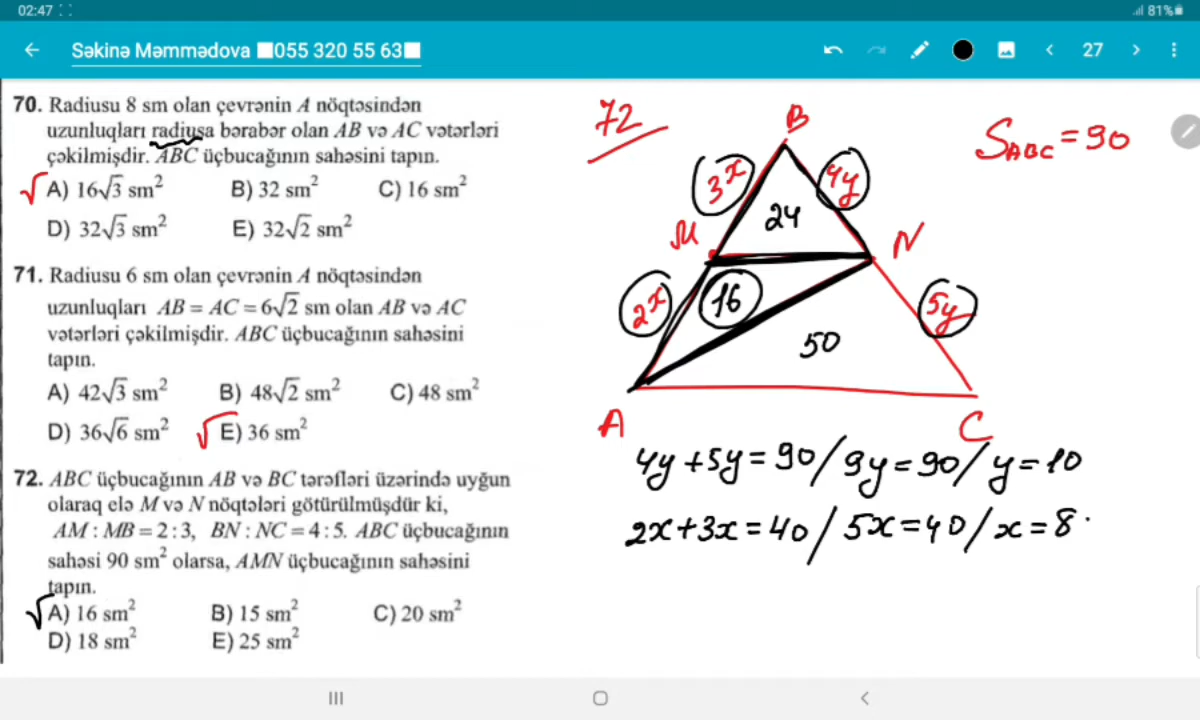 02:47
81%
Səkinə Məmmədova ■055 320 55 63■
27
70. Radiusu 8 sm olan çevrənin A nöqtəsindən
uzunluqları radiusa bərabər olan AB və AC vətərləri
çəkilmişdir. ABC üçbucağının sahəsini tapın.
√ A) 16√3 sm² B) 32 sm² C) 16 sm²
D) 32√3 sm² E) 32√2 sm²
71. Radiusu 6 sm olan çevrənin A nöqtəsindən
uzunluqları AB = AC = 6√2 sm olan AB və AC
vətərləri çəkilmişdir. ABC üçbucağının sahəsini
tapın.
A) 42√3 sm² B) 48√2 sm² C) 48 sm²
D) 36√6 sm² √ E) 36 sm²
72. ABC üçbucağının AB və BC tərəfləri üzərində uyğun
olaraq elə M və N nöqtələri götürülmüşdür ki,
AM : MB = 2 : 3, BN : NC = 4 : 5. ABC üçbucağının
sahəsi 90 sm² olarsa, AMN üçbucağının sahəsini
tapın.
√ A) 16 sm² B) 15 sm² C) 20 sm²
D) 18 sm² E) 25 sm²
72
S_ABC = 90
B
3x 4y
24
M N
2x 16 5y
50
A C
4y + 5y = 90 / 9y = 90 / y = 10
2x + 3x = 40 / 5x = 40 / x = 8.